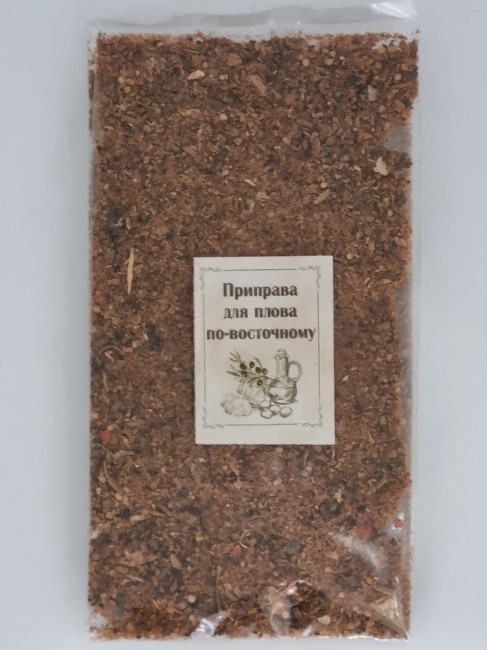 Приправа
для плова
по-восточному